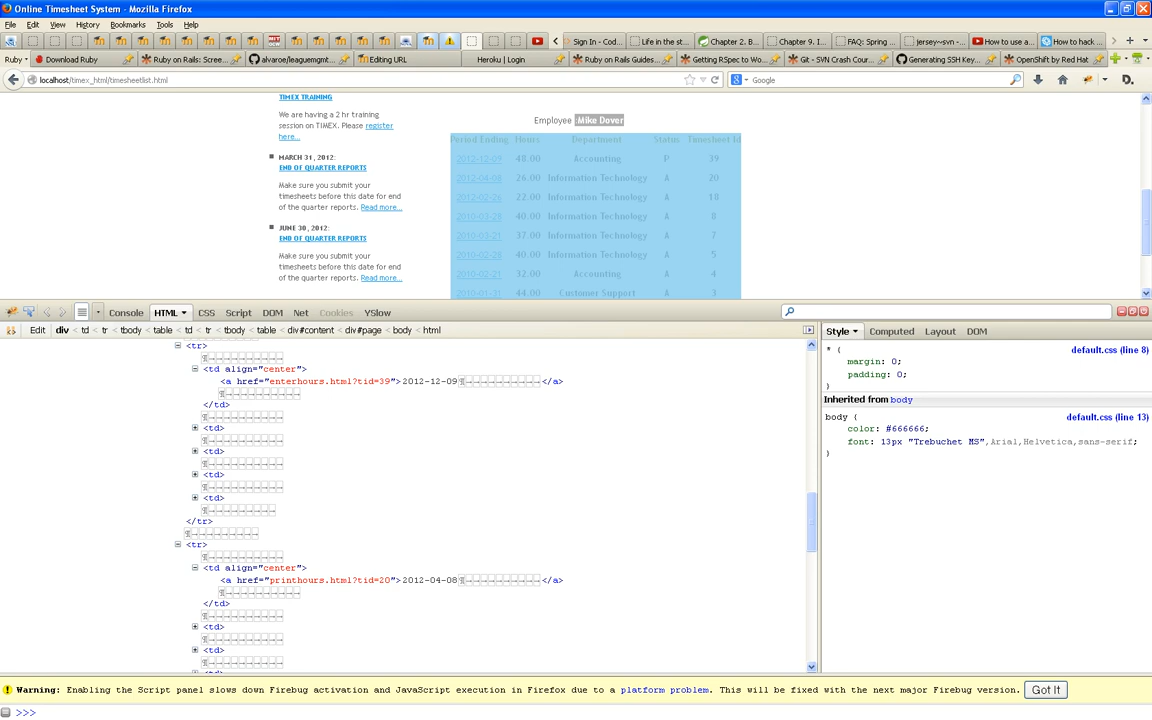 Online Timesheet System - Mozilla Firefox
File Edit View History Bookmarks Tools Help
Sign In - Cod... Life in the st... Chapter 2. B... Chapter 9. I... FAQ: Spring ... jersey~svn -... How to use a... How to hack ...
Ruby Download Ruby Ruby on Rails: Scree... alvaroe/leaguemgmt... Editing URL Heroku | Login Ruby on Rails Guides... Getting RSpec to Wo... Git - SVN Crash Cour... Generating SSH Key... OpenShift by Red Hat
localhost/timex_html/timesheetlist.html Google
TIMEX TRAINING
We are having a 2 hr training
session on TIMEX. Please register
here...
MARCH 31, 2012:
END OF QUARTER REPORTS
Make sure you submit your
timesheets before this date for end
of the quarter reports. Read more...
JUNE 30, 2012:
END OF QUARTER REPORTS
Make sure you submit your
timesheets before this date for end
of the quarter reports. Read more...
Employee :Mike Dover
Period Ending Hours Department Status Timesheet Id
2012-12-09 48.00 Accounting P 39
2012-04-08 26.00 Information Technology A 20
2012-02-26 22.00 Information Technology A 18
2010-03-28 40.00 Information Technology A 8
2010-03-21 37.00 Information Technology A 7
2010-02-28 40.00 Information Technology A 5
2010-02-21 32.00 Accounting A 4
2010-01-31 44.00 Customer Support A 3
Console HTML CSS Script DOM Net Cookies YSlow
Edit div < td < tr < tbody < table < td < tr < tbody < table < div#content < div#page < body < html
<tr>
<td align="center">
<a href="enterhours.html?tid=39">2012-12-09¶→→→→→→→→→→</a>
</td>
<td>
<td>
<td>
<td>
</tr>
<tr>
<td align="center">
<a href="printhours.html?tid=20">2012-04-08¶→→→→→→→→→→</a>
</td>
<td>
<td>
Style Computed Layout DOM
* { default.css (line 8)
margin: 0;
padding: 0;
}
Inherited from body
body { default.css (line 13)
color: #666666;
font: 13px "Trebuchet MS",Arial,Helvetica,sans-serif;
}
Warning: Enabling the Script panel slows down Firebug activation and JavaScript execution in Firefox due to a platform problem. This will be fixed with the next major Firebug version. Got It
>>>